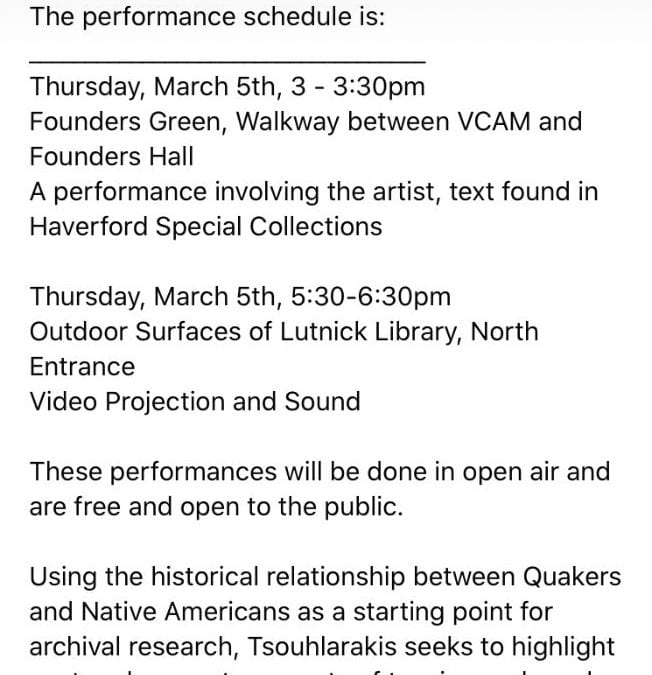 The performance schedule is:
Thursday, March 5th, 3 - 3:30pm
Founders Green, Walkway between VCAM and
Founders Hall
A performance involving the artist, text found in
Haverford Special Collections
Thursday, March 5th, 5:30-6:30pm
Outdoor Surfaces of Lutnick Library, North
Entrance
Video Projection and Sound
These performances will be done in open air and
are free and open to the public.
Using the historical relationship between Quakers
and Native Americans as a starting point for
archival research, Tsouhlarakis seeks to highlight